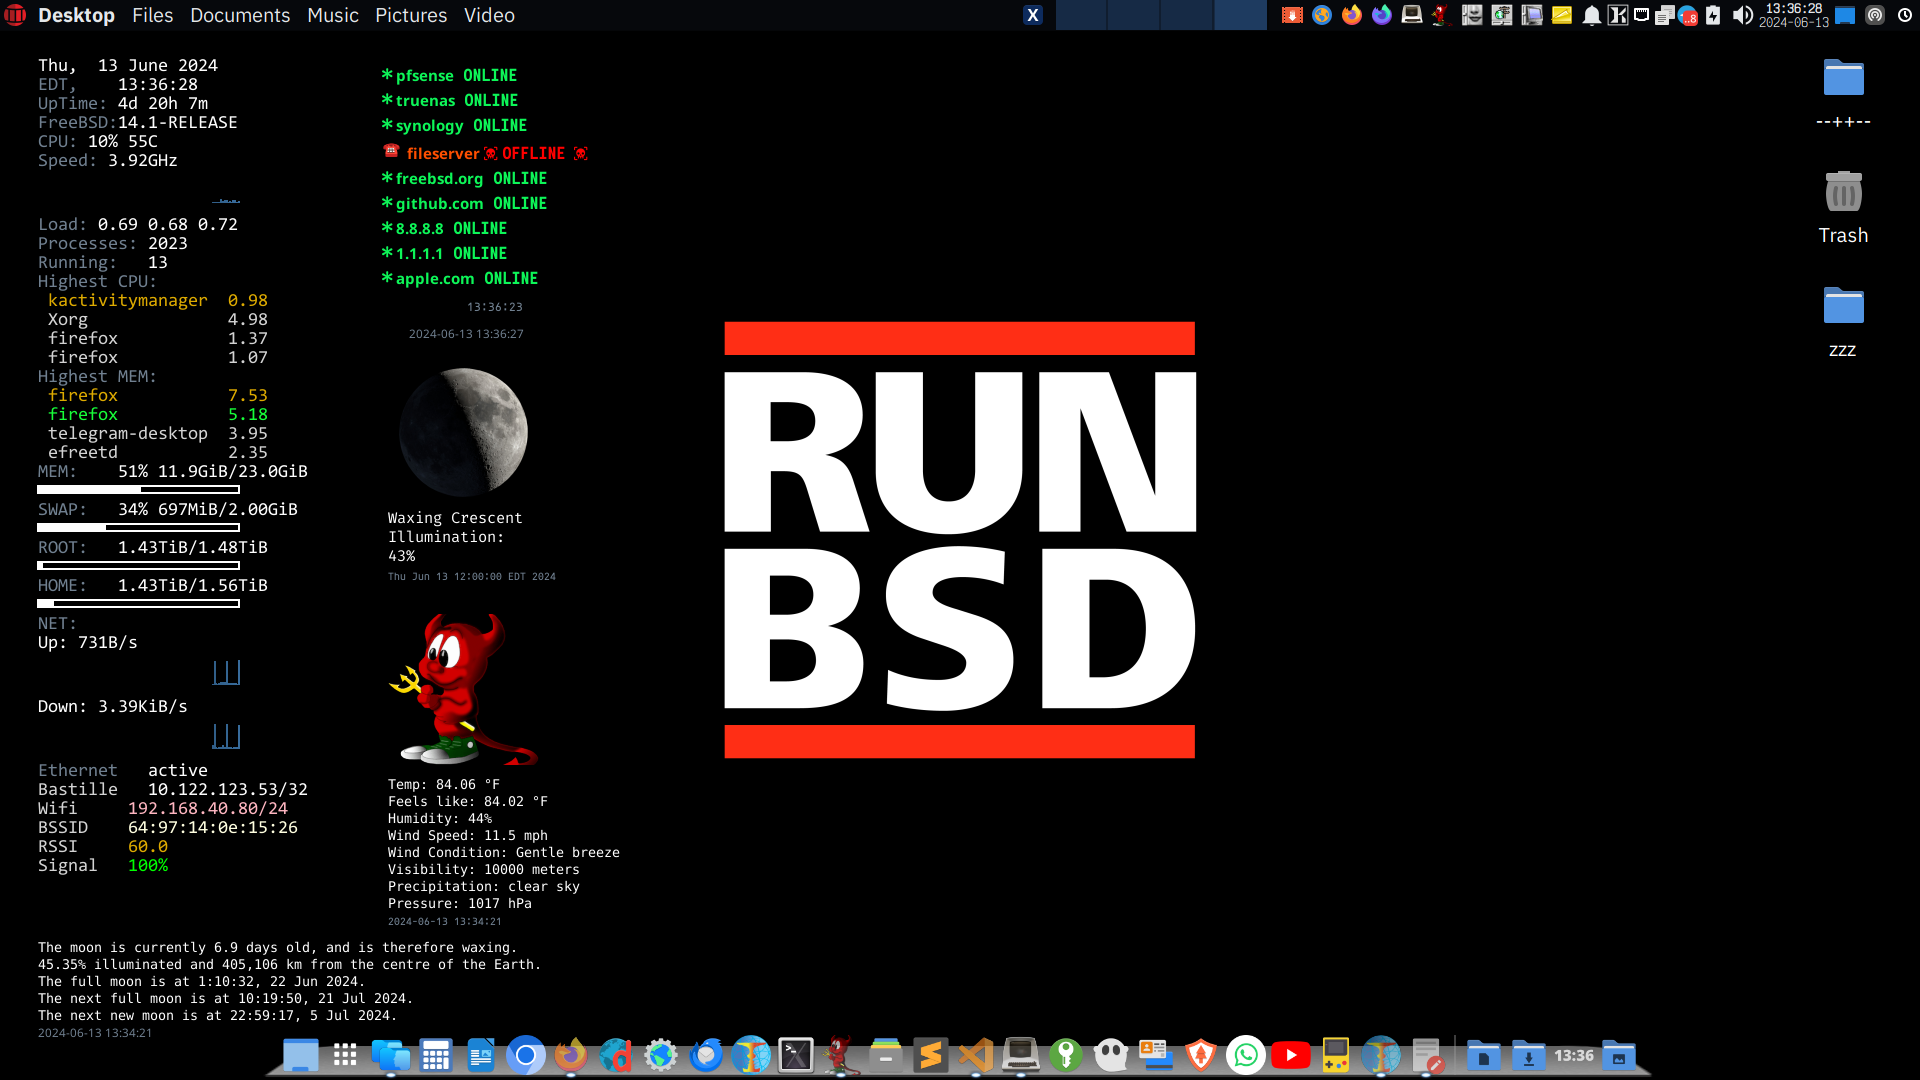 Desktop Files Documents Music Pictures Video
X
13:36:28
2024-06-13
Thu, 13 June 2024
EDT, 13:36:28
UpTime: 4d 20h 7m
FreeBSD:14.1-RELEASE
CPU: 10% 55C
Speed: 3.92GHz
Load: 0.69 0.68 0.72
Processes: 2023
Running: 13
Highest CPU:
kactivitymanager 0.98
Xorg 4.98
firefox 1.37
firefox 1.07
Highest MEM:
firefox 7.53
firefox 5.18
telegram-desktop 3.95
efreetd 2.35
MEM: 51% 11.9GiB/23.0GiB
SWAP: 34% 697MiB/2.00GiB
ROOT: 1.43TiB/1.48TiB
HOME: 1.43TiB/1.56TiB
NET:
Up: 731B/s
Down: 3.39KiB/s
Ethernet active
Bastille 10.122.123.53/32
Wifi 192.168.40.80/24
BSSID 64:97:14:0e:15:26
RSSI 60.0
Signal 100%
* pfsense ONLINE
* truenas ONLINE
* synology ONLINE
fileserver OFFLINE
* freebsd.org ONLINE
* github.com ONLINE
* 8.8.8.8 ONLINE
* 1.1.1.1 ONLINE
* apple.com ONLINE
13:36:23
2024-06-13 13:36:27
Waxing Crescent
Illumination:
43%
Thu Jun 13 12:00:00 EDT 2024
Temp: 84.06 °F
Feels like: 84.02 °F
Humidity: 44%
Wind Speed: 11.5 mph
Wind Condition: Gentle breeze
Visibility: 10000 meters
Precipitation: clear sky
Pressure: 1017 hPa
2024-06-13 13:34:21
The moon is currently 6.9 days old, and is therefore waxing.
45.35% illuminated and 405,106 km from the centre of the Earth.
The full moon is at 1:10:32, 22 Jun 2024.
The next full moon is at 10:19:50, 21 Jul 2024.
The next new moon is at 22:59:17, 5 Jul 2024.
2024-06-13 13:34:21
RUN
BSD
--++--
Trash
zzz
13:36